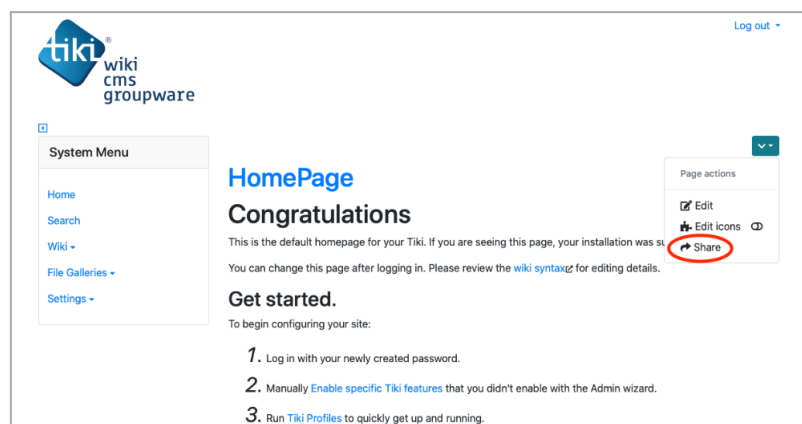 Log out
tiki®
wiki
cms
groupware
System Menu
Home
Search
Wiki
File Galleries
Settings
Page actions
Edit
Edit icons
Share
HomePage
Congratulations
This is the default homepage for your Tiki. If you are seeing this page, your installation was
You can change this page after logging in. Please review the wiki syntax for editing details.
Get started.
To begin configuring your site:
1. Log in with your newly created password.
2. Manually Enable specific Tiki features that you didn't enable with the Admin wizard.
3. Run Tiki Profiles to quickly get up and running.